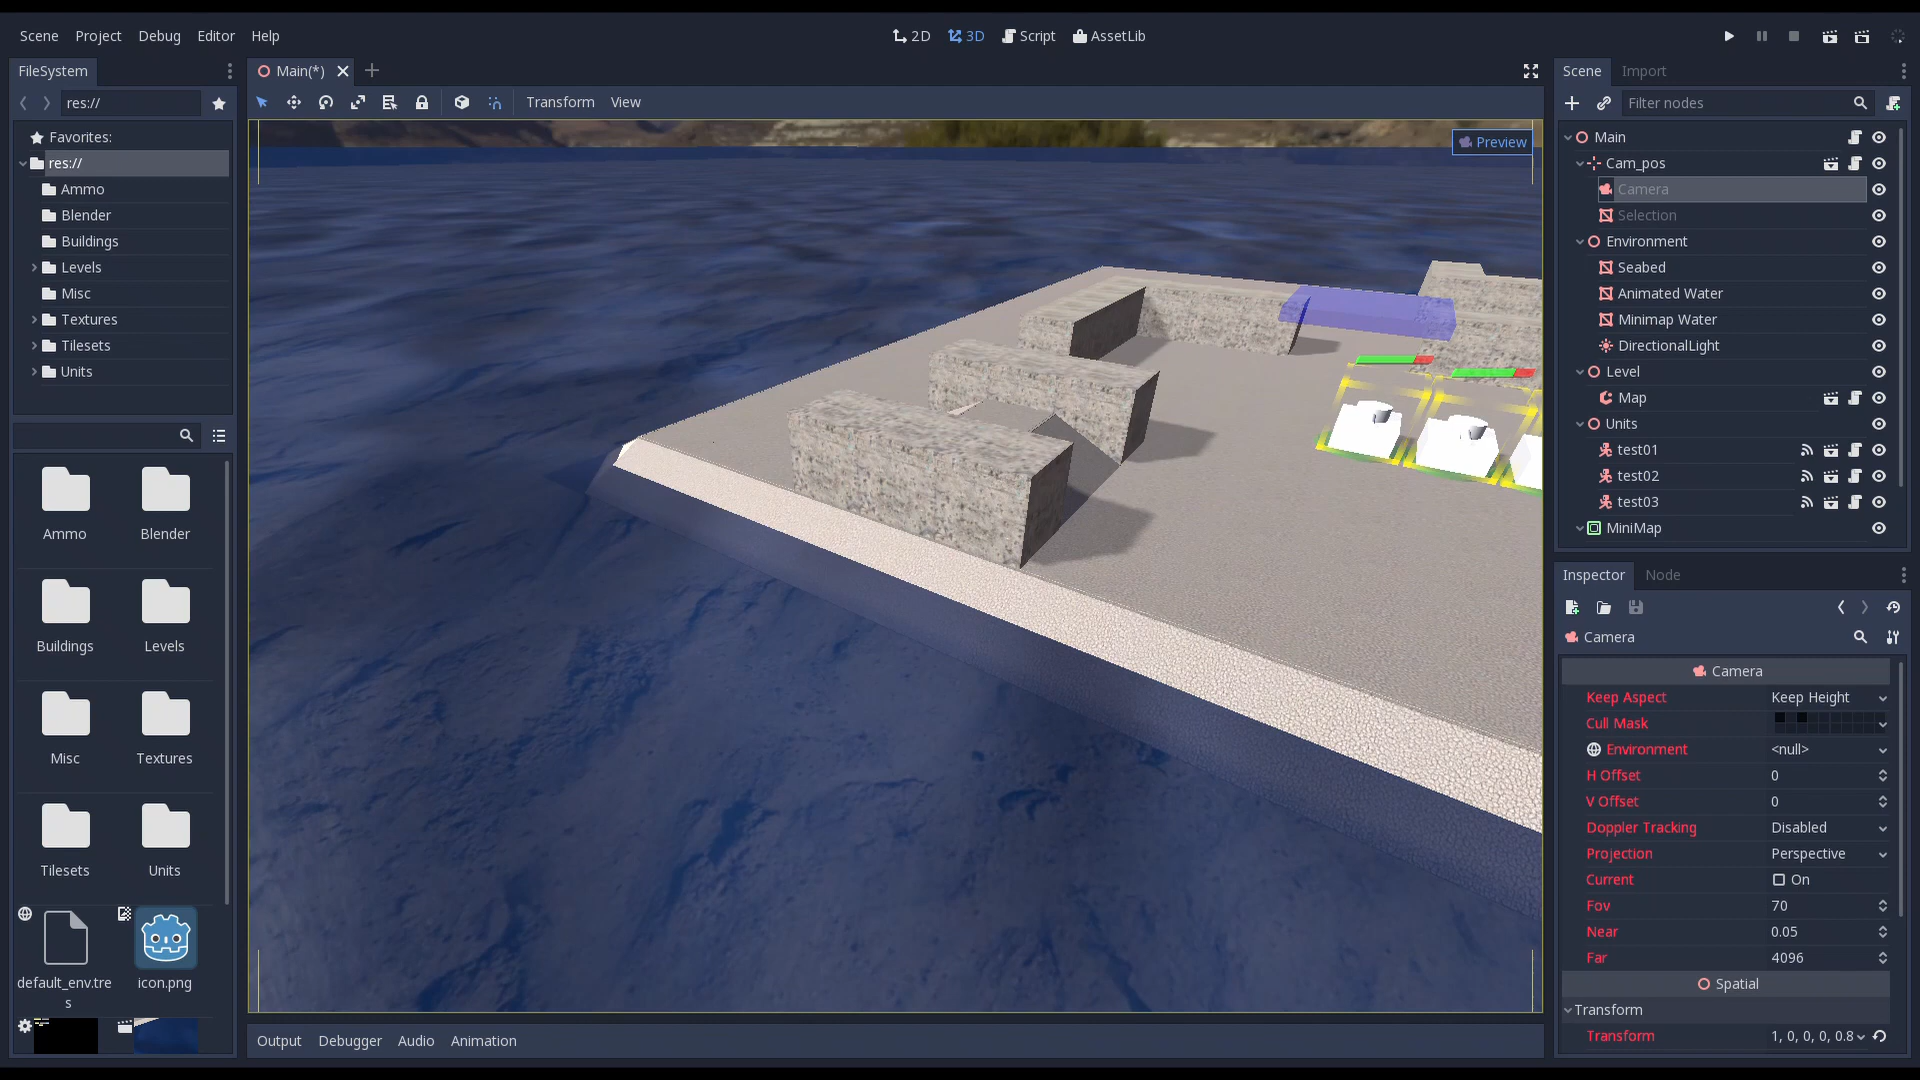 Scene Project Debug Editor Help
2D 3D Script AssetLib
FileSystem
res://
Favorites:
res://
Ammo
Blender
Buildings
Levels
Misc
Textures
Tilesets
Units
Ammo Blender
Buildings Levels
Misc Textures
Tilesets Units
default_env.tre
s
icon.png
Main(*)
Transform View
Preview
Output Debugger Audio Animation
Scene Import
Filter nodes
Main
Cam_pos
Camera
Selection
Environment
Seabed
Animated Water
Minimap Water
DirectionalLight
Level
Map
Units
test01
test02
test03
MiniMap
Inspector Node
Camera
Camera
Keep Aspect Keep Height
Cull Mask
Environment <null>
H Offset 0
V Offset 0
Doppler Tracking Disabled
Projection Perspective
Current On
Fov 70
Near 0.05
Far 4096
Spatial
Transform
Transform 1, 0, 0, 0, 0.8